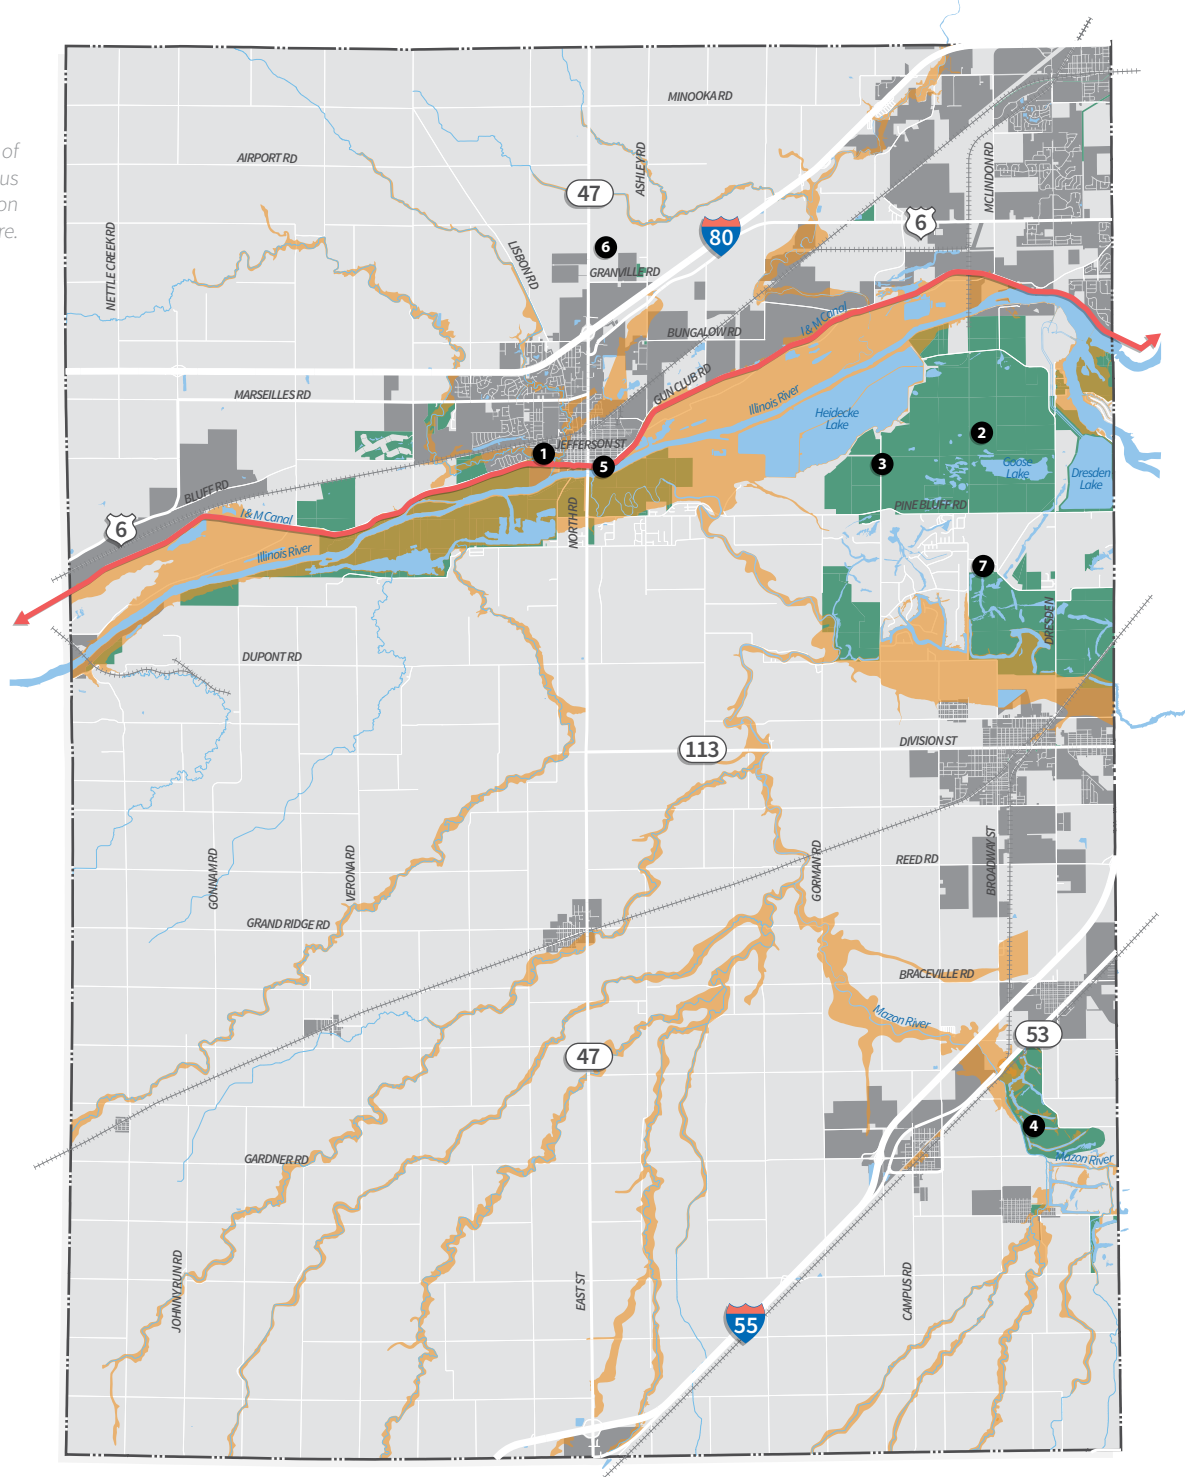 of
us
on
re.
MINOOKA RD
AIRPORT RD
ASHLEY RD
MCLINDON RD
47
6
80
6
NETTLE CREEK RD
LISBON RD
GRANVILLE RD
BUNGALOW RD
I & M Canal
GUN CLUB RD
MARSEILLES RD
Illinois River
Heidecke
Lake
2
JEFFERSON ST
1
5
3
Goose
Lake
Dresden
Lake
BLUFF RD
PINE BLUFF RD
6
I & M Canal
NORTH RD
Illinois River
7
DRESDEN
DUPONT RD
113
DIVISION ST
GONNAM RD
VERONA RD
GORMAN RD
REED RD
BROADWAY ST
GRAND RIDGE RD
BRACEVILLE RD
Mazon River
53
47
4
GARDNER RD
Mazon River
JOHNNY RUN RD
EAST ST
CAMPUS RD
55